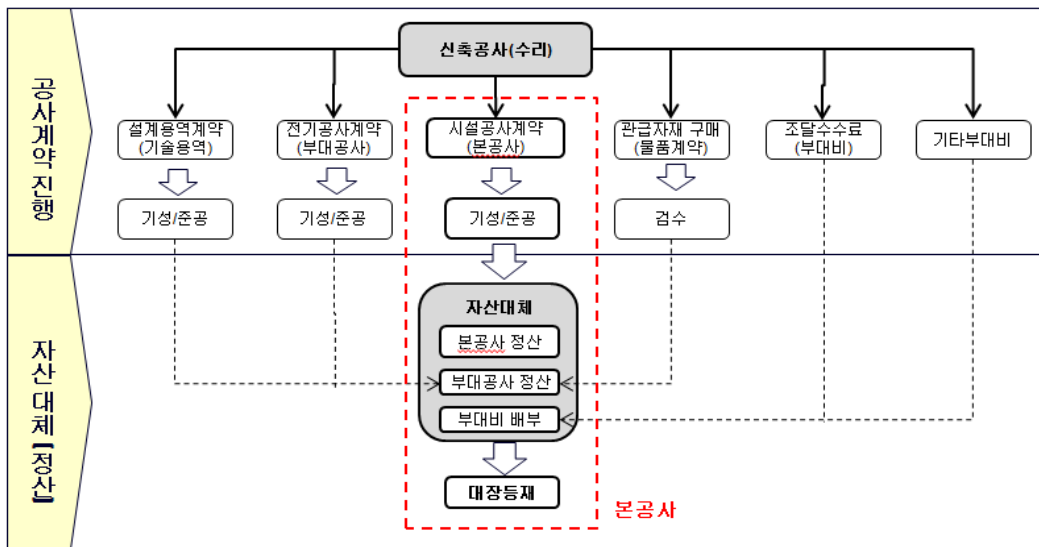 공사계약 진행
신축공사(수리)
설계용역계약
(기술용역)
전기공사계약
(부대공사)
시설공사계약
(본공사)
관급자재 구매
(물품계약)
조달수수료
(부대비)
기타부대비
기성/준공
기성/준공
기성/준공
검수
자산대체(정산)
자산대체
본공사 정산
부대공사 정산
부대비 배부
대장등재
본공사